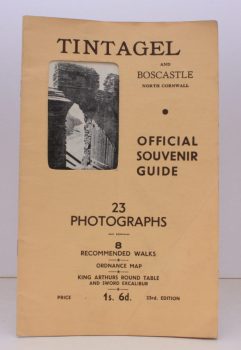 TINTAGEL
AND
BOSCASTLE
NORTH CORNWALL
OFFICIAL
SOUVENIR
GUIDE
23
PHOTOGRAPHS
8
RECOMMENDED WALKS
ORDNANCE MAP
KING ARTHURS ROUND TABLE
AND SWORD EXCALIBUR
PRICE 1s. 6d. 23rd. EDITION